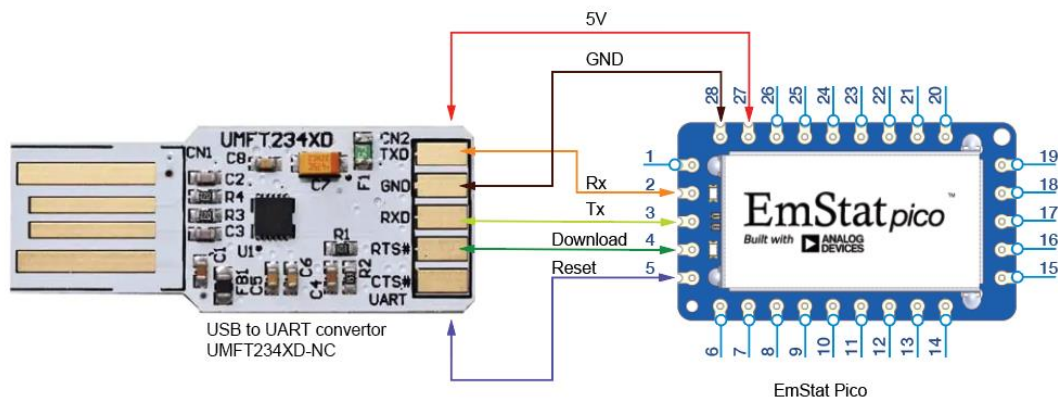 5V
GND
28
27
26
25
24
23
22
21
20
UMFT234XD
CN2
TXD
CN1
C8
C7
F1
C2
R4
R3
C3
U1
GND
RXD
R1
RTS#
C1
FB1
C5
C6
C4
R2
CTS#
UART
Rx
Tx
Download
Reset
1
2
3
4
5
EmStat pico ™
Built with ANALOG DEVICES
19
18
17
16
15
6
7
8
9
10
11
12
13
14
USB to UART convertor
UMFT234XD-NC
EmStat Pico